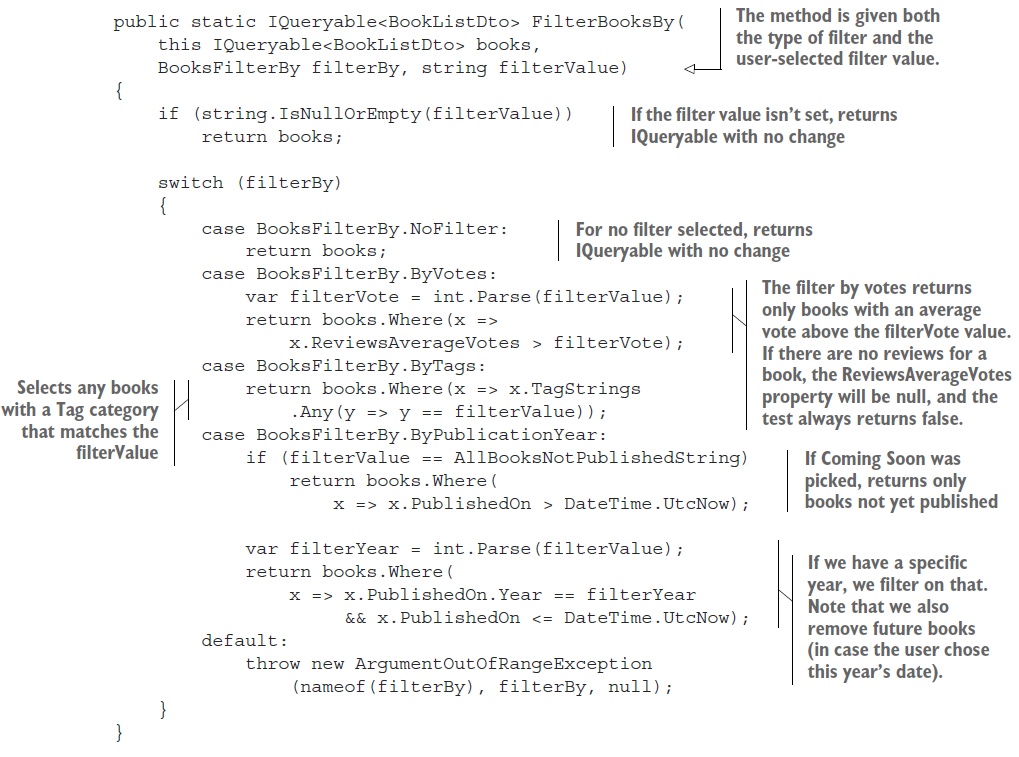 public static IQueryable<BookListDto> FilterBooksBy(
this IQueryable<BookListDto> books,
BooksFilterBy filterBy, string filterValue)
The method is given both
the type of filter and the
user-selected filter value.
{
if (string.IsNullOrEmpty(filterValue))
return books;
If the filter value isn't set, returns
IQueryable with no change
switch (filterBy)
{
case BooksFilterBy.NoFilter:
return books;
For no filter selected, returns
IQueryable with no change
case BooksFilterBy.ByVotes:
var filterVote = int.Parse(filterValue);
return books.Where(x =>
x.ReviewsAverageVotes > filterVote);
The filter by votes returns
only books with an average
vote above the filterVote value.
If there are no reviews for a
book, the ReviewsAverageVotes
property will be null, and the
test always returns false.
case BooksFilterBy.ByTags:
return books.Where(x => x.TagStrings
.Any(y => y == filterValue));
Selects any books
with a Tag category
that matches the
filterValue
case BooksFilterBy.ByPublicationYear:
if (filterValue == AllBooksNotPublishedString)
return books.Where(
x => x.PublishedOn > DateTime.UtcNow);
If Coming Soon was
picked, returns only
books not yet published
var filterYear = int.Parse(filterValue);
return books.Where(
x => x.PublishedOn.Year == filterYear
&& x.PublishedOn <= DateTime.UtcNow);
If we have a specific
year, we filter on that.
Note that we also
remove future books
(in case the user chose
this year's date).
default:
throw new ArgumentOutOfRangeException
(nameof(filterBy), filterBy, null);
}
}